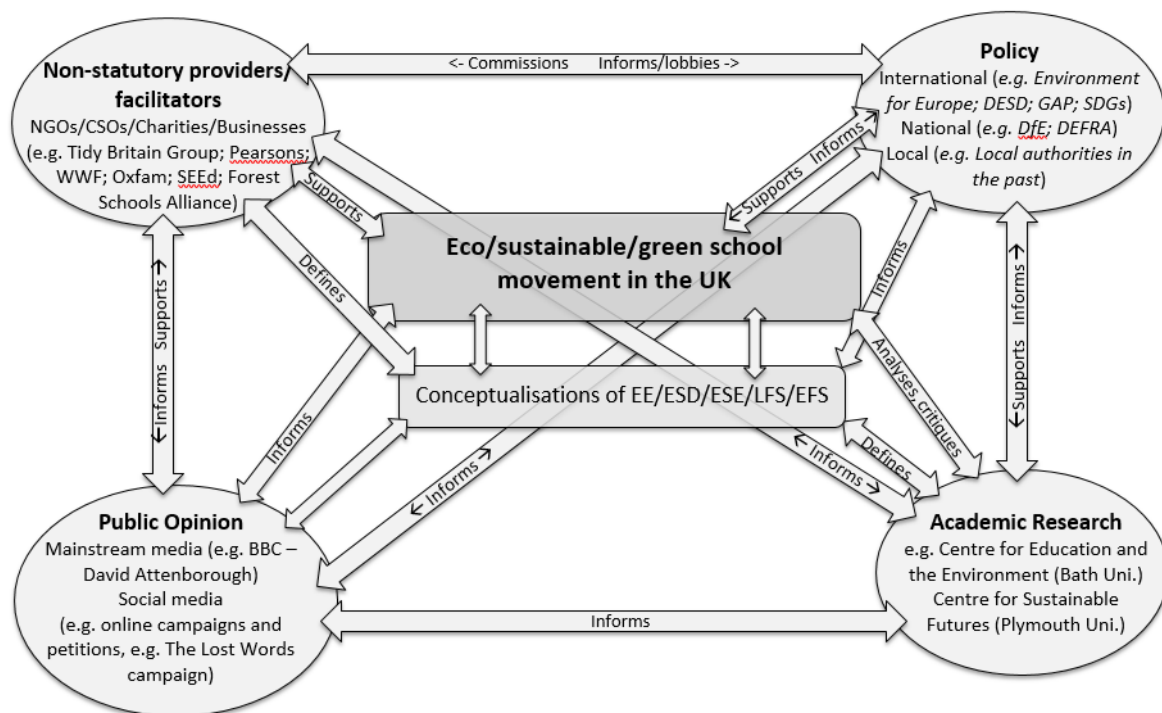 Non-statutory providers/
facilitators
NGOs/CSOs/Charities/Businesses
(e.g. Tidy Britain Group; Pearsons;
WWF; Oxfam; SEEd; Forest
Schools Alliance)
<- Commissions Informs/lobbies ->
Policy
International (e.g. Environment
for Europe; DESD; GAP; SDGs)
National (e.g. DfE; DEFRA)
Local (e.g. Local authorities in
the past)
Supports
← Supports Informs →
Eco/sustainable/green school
movement in the UK
Defines
Informs
← Informs Supports →
← Supports Informs →
Conceptualisations of EE/ESD/ESE/LFS/EFS
Analyses, critiques
Informs
← Informs →
← Informs →
Defines
Public Opinion
Mainstream media (e.g. BBC –
David Attenborough)
Social media
(e.g. online campaigns and
petitions, e.g. The Lost Words
campaign)
Informs
Academic Research
e.g. Centre for Education and
the Environment (Bath Uni.)
Centre for Sustainable
Futures (Plymouth Uni.)